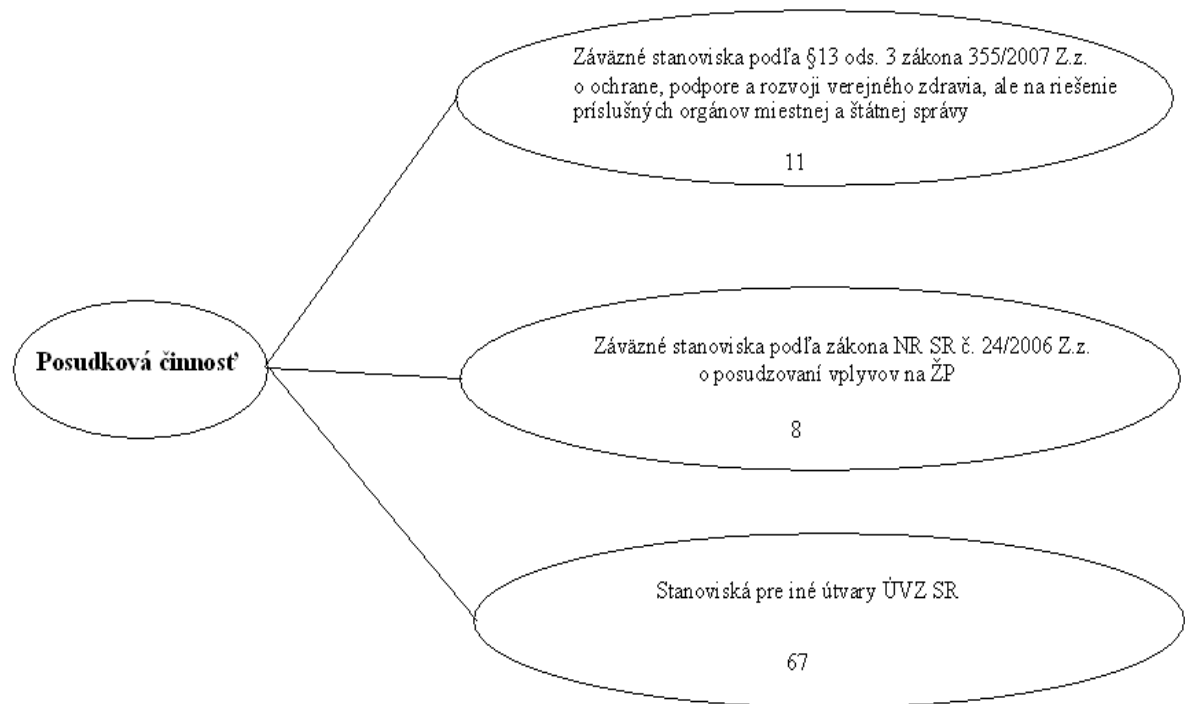 Záväzné stanoviska podľa §13 ods. 3 zákona 355/2007 Z.z.
o ochrane, podpore a rozvoji verejného zdravia, ale na riešenie
príslušných orgánov miestnej a štátnej správy
11
Posudková činnosť
Záväzné stanoviska podľa zákona NR SR č. 24/2006 Z.z.
o posudzovaní vplyvov na ŽP
8
Stanoviská pre iné útvary ÚVZ SR
67